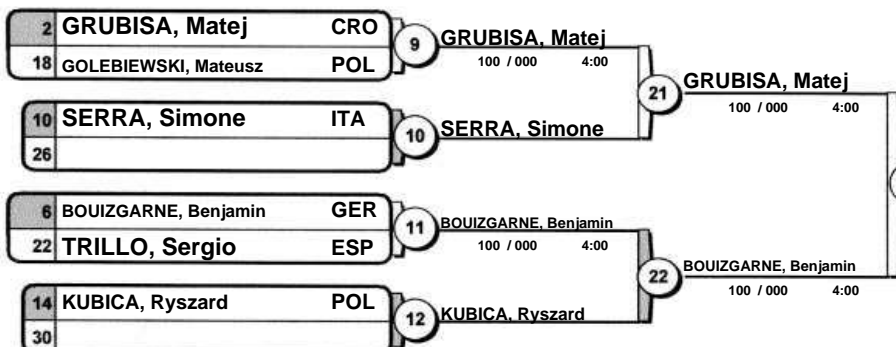 2 GRUBISA, Matej CRO
18 GOLEBIEWSKI, Mateusz POL
9
GRUBISA, Matej
100 / 000 4:00
10 SERRA, Simone ITA
26
10
SERRA, Simone
21
GRUBISA, Matej
100 / 000 4:00
6 BOUIZGARNE, Benjamin GER
22 TRILLO, Sergio ESP
11
BOUIZGARNE, Benjamin
100 / 000 4:00
14 KUBICA, Ryszard POL
30
12
KUBICA, Ryszard
22
BOUIZGARNE, Benjamin
100 / 000 4:00